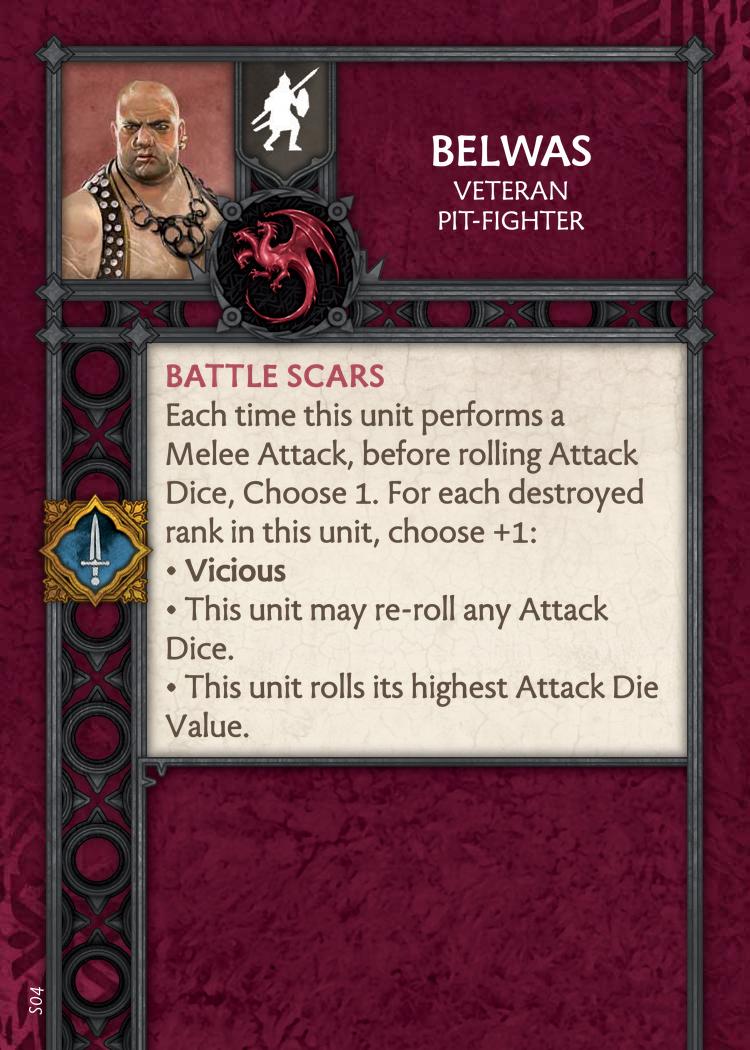 BELWAS
VETERAN
PIT-FIGHTER
BATTLE SCARS
Each time this unit performs a
Melee Attack, before rolling Attack
Dice, Choose 1. For each destroyed
rank in this unit, choose +1:
• Vicious
• This unit may re-roll any Attack
Dice.
• This unit rolls its highest Attack Die
Value.
S04